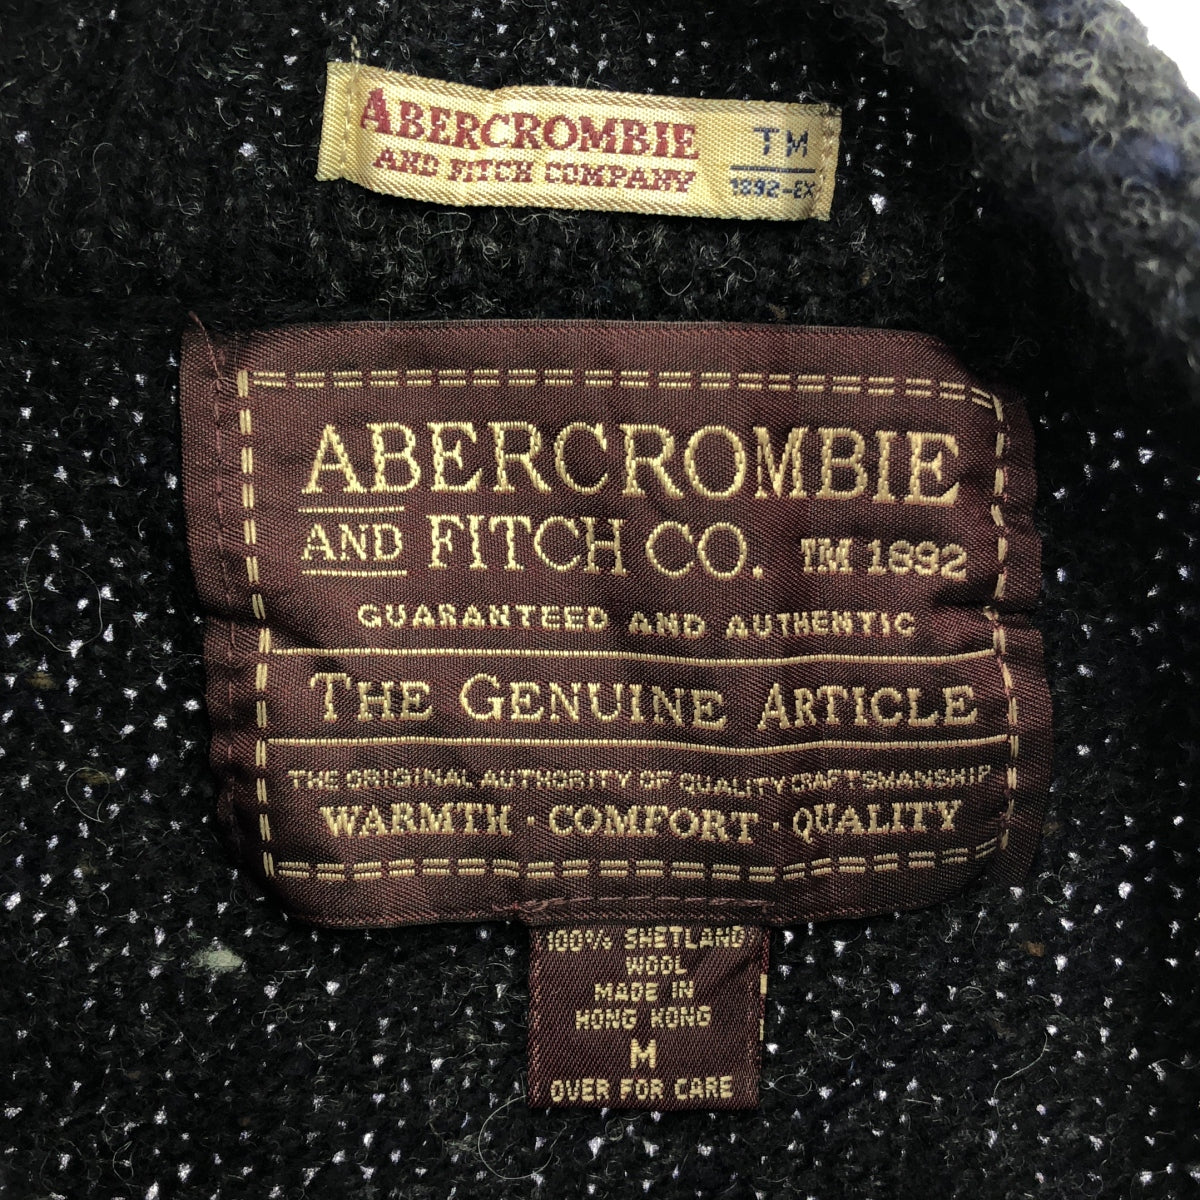 ABERCROMBIE
AND FITCH COMPANY
TM
1892-EX
ABERCROMBIE
AND FITCH CO. TM 1892
GUARANTEED AND AUTHENTIC
THE GENUINE ARTICLE
THE ORIGINAL AUTHORITY OF QUALITY CRAFTSMANSHIP
WARMTH · COMFORT · QUALITY
100% SHETLAND
WOOL
MADE IN
HONG KONG
M
OVER FOR CARE